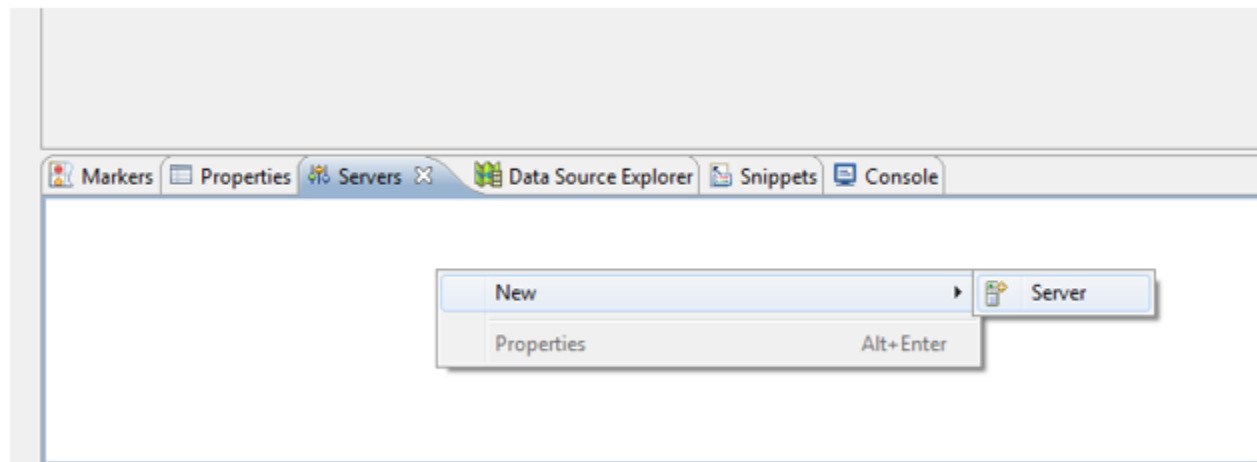 Markers Properties Servers Data Source Explorer Snippets Console
New Server
Properties Alt+Enter